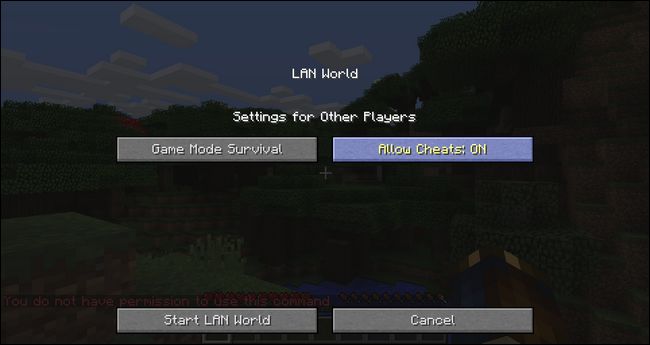 LAN World
Settings for Other Players
Game Mode Survival
Allow Cheats: ON
You do not have permission to use this command
Start LAN World
Cancel